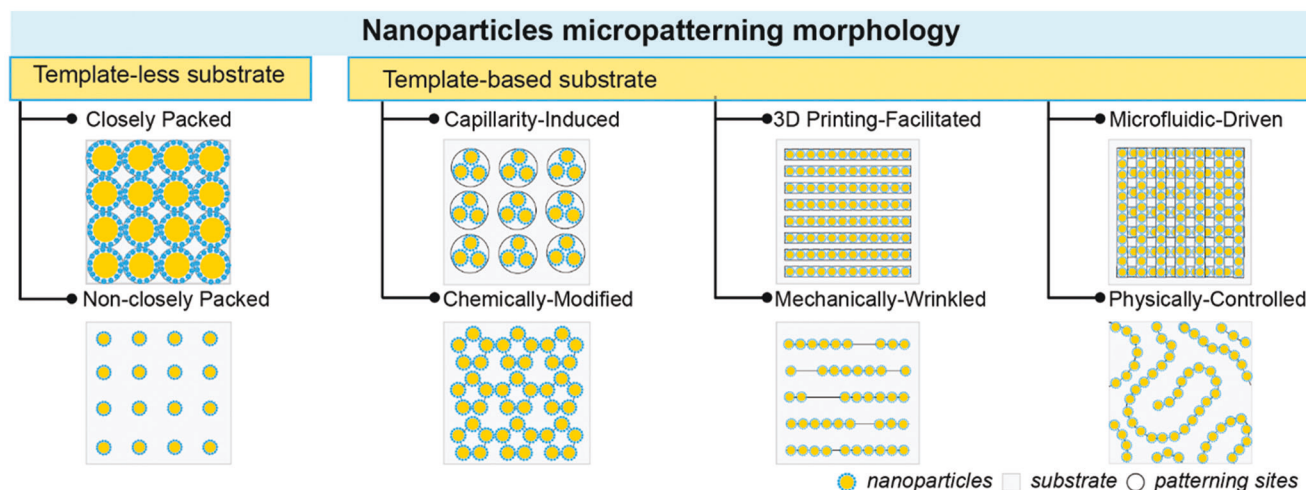 Nanoparticles micropatterning morphology
Template-less substrate
Template-based substrate
Closely Packed
Capillarity-Induced
3D Printing-Facilitated
Microfluidic-Driven
Non-closely Packed
Chemically-Modified
Mechanically-Wrinkled
Physically-Controlled
nanoparticles substrate patterning sites